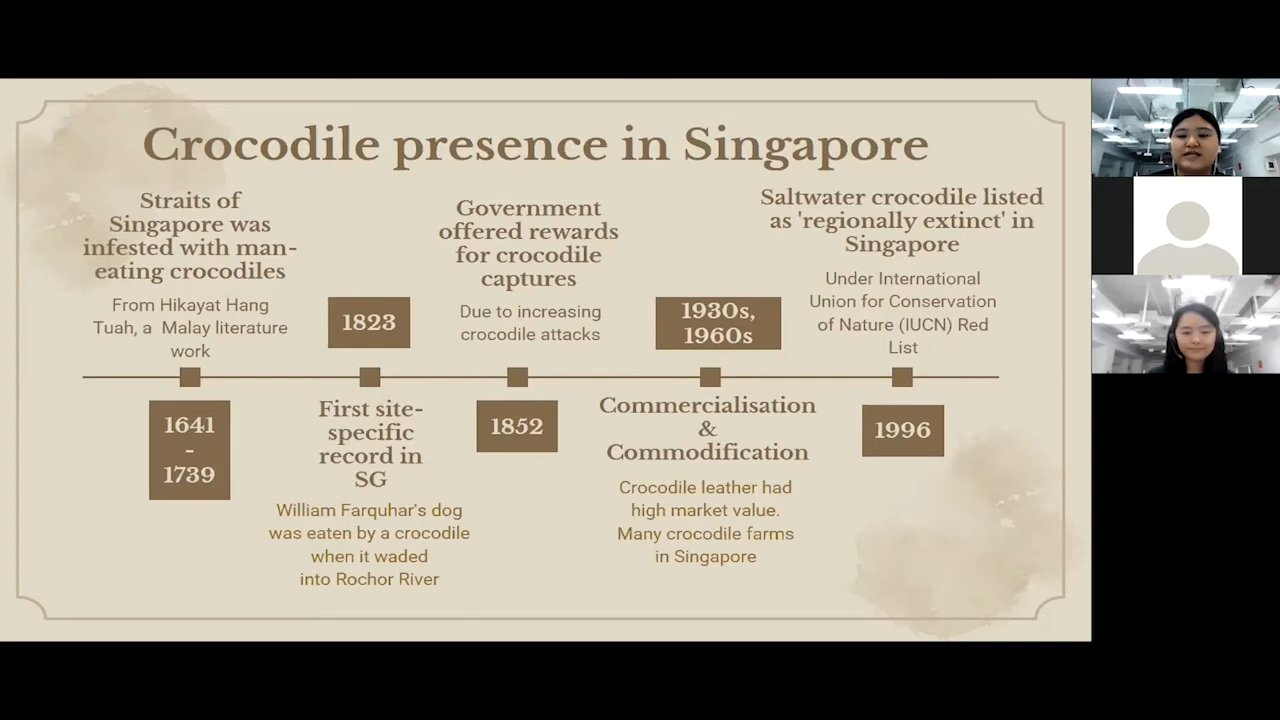 Crocodile presence in Singapore
Straits of
Singapore was
infested with man-
eating crocodiles
From Hikayat Hang
Tuah, a Malay literature
work
1641
-
1739
1823
First site-
specific
record in
SG
William Farquhar's dog
was eaten by a crocodile
when it waded
into Rochor River
Government
offered rewards
for crocodile
captures
Due to increasing
crocodile attacks
1852
1930s,
1960s
Commercialisation
&
Commodification
Crocodile leather had
high market value.
Many crocodile farms
in Singapore
Saltwater crocodile listed
as 'regionally extinct' in
Singapore
Under International
Union for Conservation
of Nature (IUCN) Red
List
1996